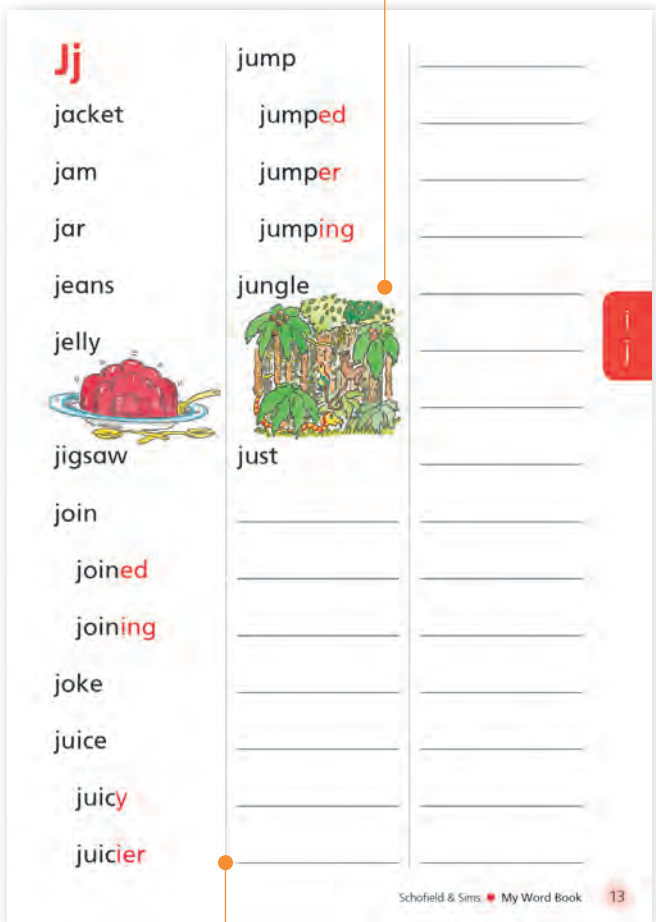 Jj
jacket
jam
jar
jeans
jelly
jigsaw
join
joined
joining
joke
juice
juicy
juicier
jump
jumped
jumper
jumping
jungle
just
i
j
Schofield & Sims My Word Book 13